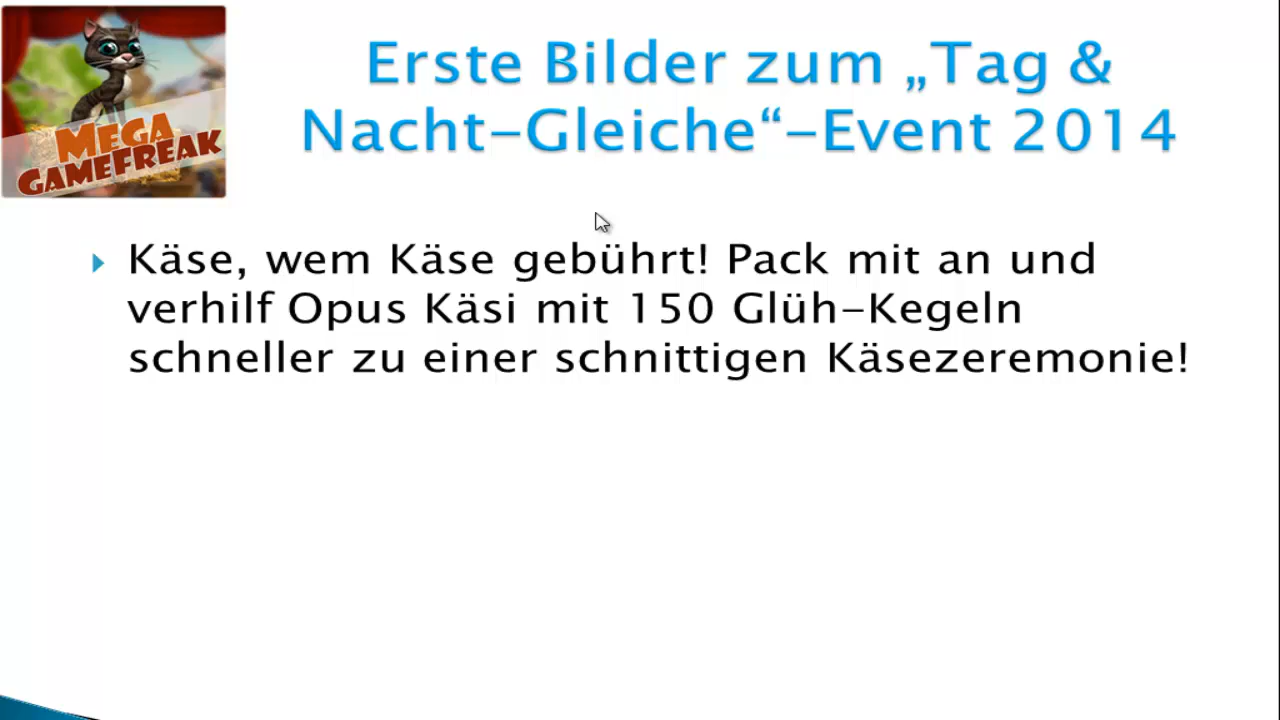 MEGA
GAMEFREAK
Erste Bilder zum „Tag &
Nacht-Gleiche“-Event 2014
Käse, wem Käse gebührt! Pack mit an und
verhilf Opus Käsi mit 150 Glüh-Kegeln
schneller zu einer schnittigen Käsezeremonie!